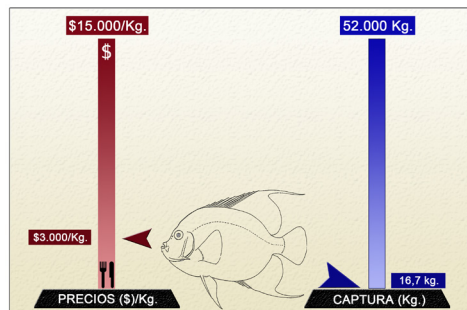 $15.000/Kg.
52.000 Kg.
$
$3.000/Kg.
16,7 kg.
PRECIOS ($)/Kg.
CAPTURA (Kg.)